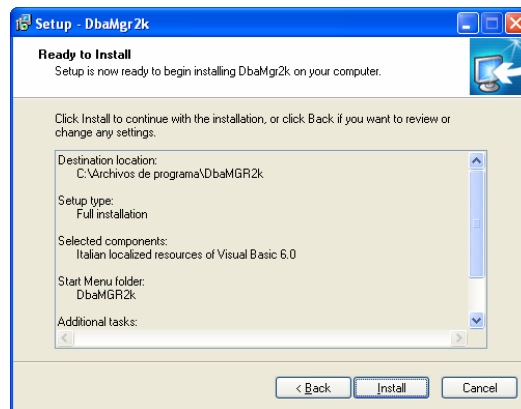 Setup - DbaMgr2k
Ready to Install
Setup is now ready to begin installing DbaMgr2k on your computer.
Click Install to continue with the installation, or click Back if you want to review or
change any settings.
Destination location:
C:\Archivos de programa\DbaMGR2k
Setup type:
Full installation
Selected components:
Italian localized resources of Visual Basic 6.0
Start Menu folder:
DbaMGR2k
Additional tasks:
< Back
Install
Cancel